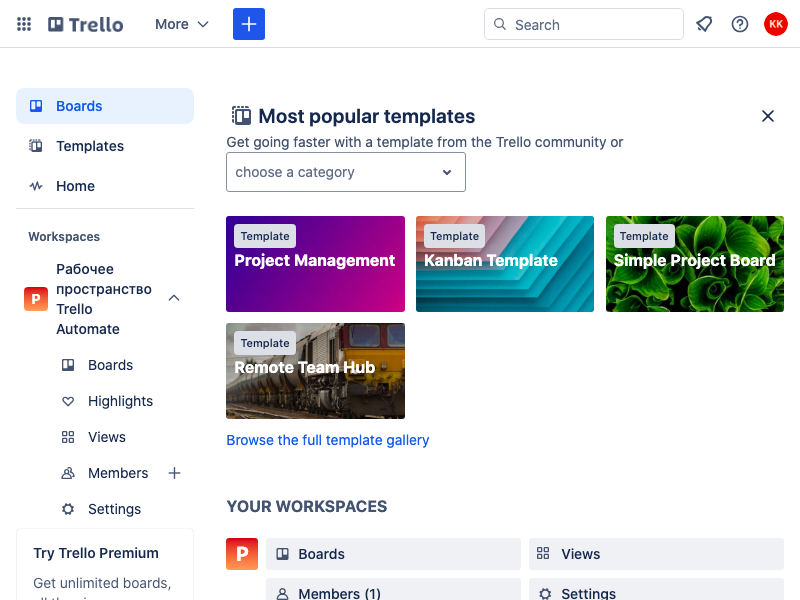 Trello
More
Search
KK
Boards
Templates
Home
Workspaces
P
Рабочее
пространство
Trello
Automate
Boards
Highlights
Views
Members
Settings
Try Trello Premium
Get unlimited boards,
Most popular templates
Get going faster with a template from the Trello community or
choose a category
Template
Project Management
Template
Kanban Template
Template
Simple Project Board
Template
Remote Team Hub
Browse the full template gallery
YOUR WORKSPACES
P
Boards
Views
Members (1)
Settings